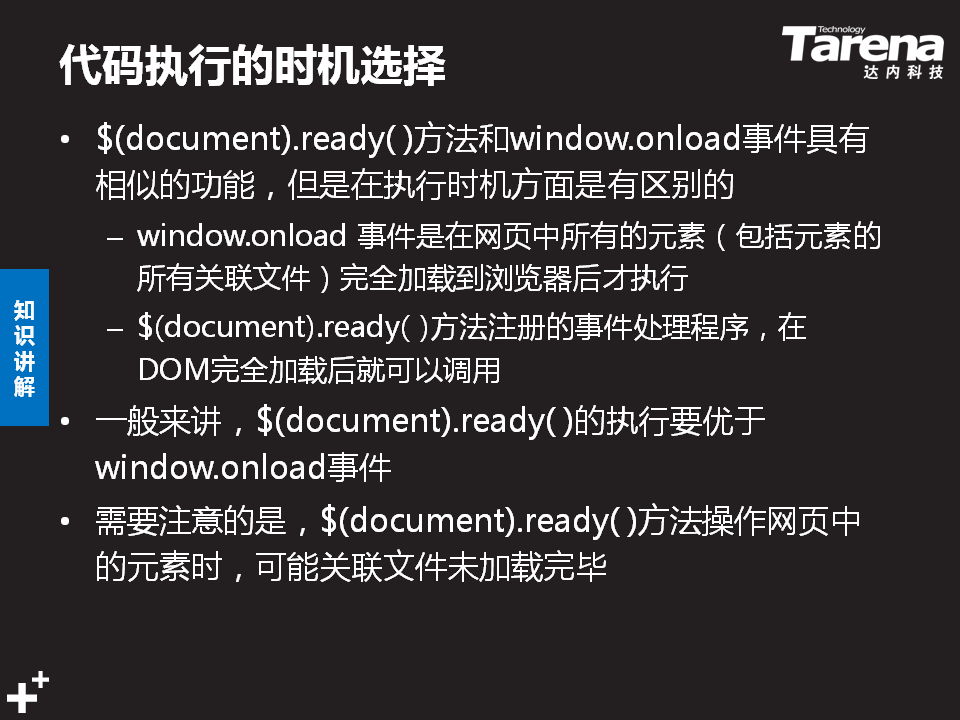 代码执行的时机选择
Technology
Tarena
达内科技
• $(document).ready( )方法和window.onload事件具有
相似的功能，但是在执行时机方面是有区别的
– window.onload 事件是在网页中所有的元素（包括元素的
所有关联文件）完全加载到浏览器后才执行
– $(document).ready( )方法注册的事件处理程序，在
DOM完全加载后就可以调用
知识讲解
• 一般来讲，$(document).ready( )的执行要优于
window.onload事件
• 需要注意的是，$(document).ready( )方法操作网页中
的元素时，可能关联文件未加载完毕